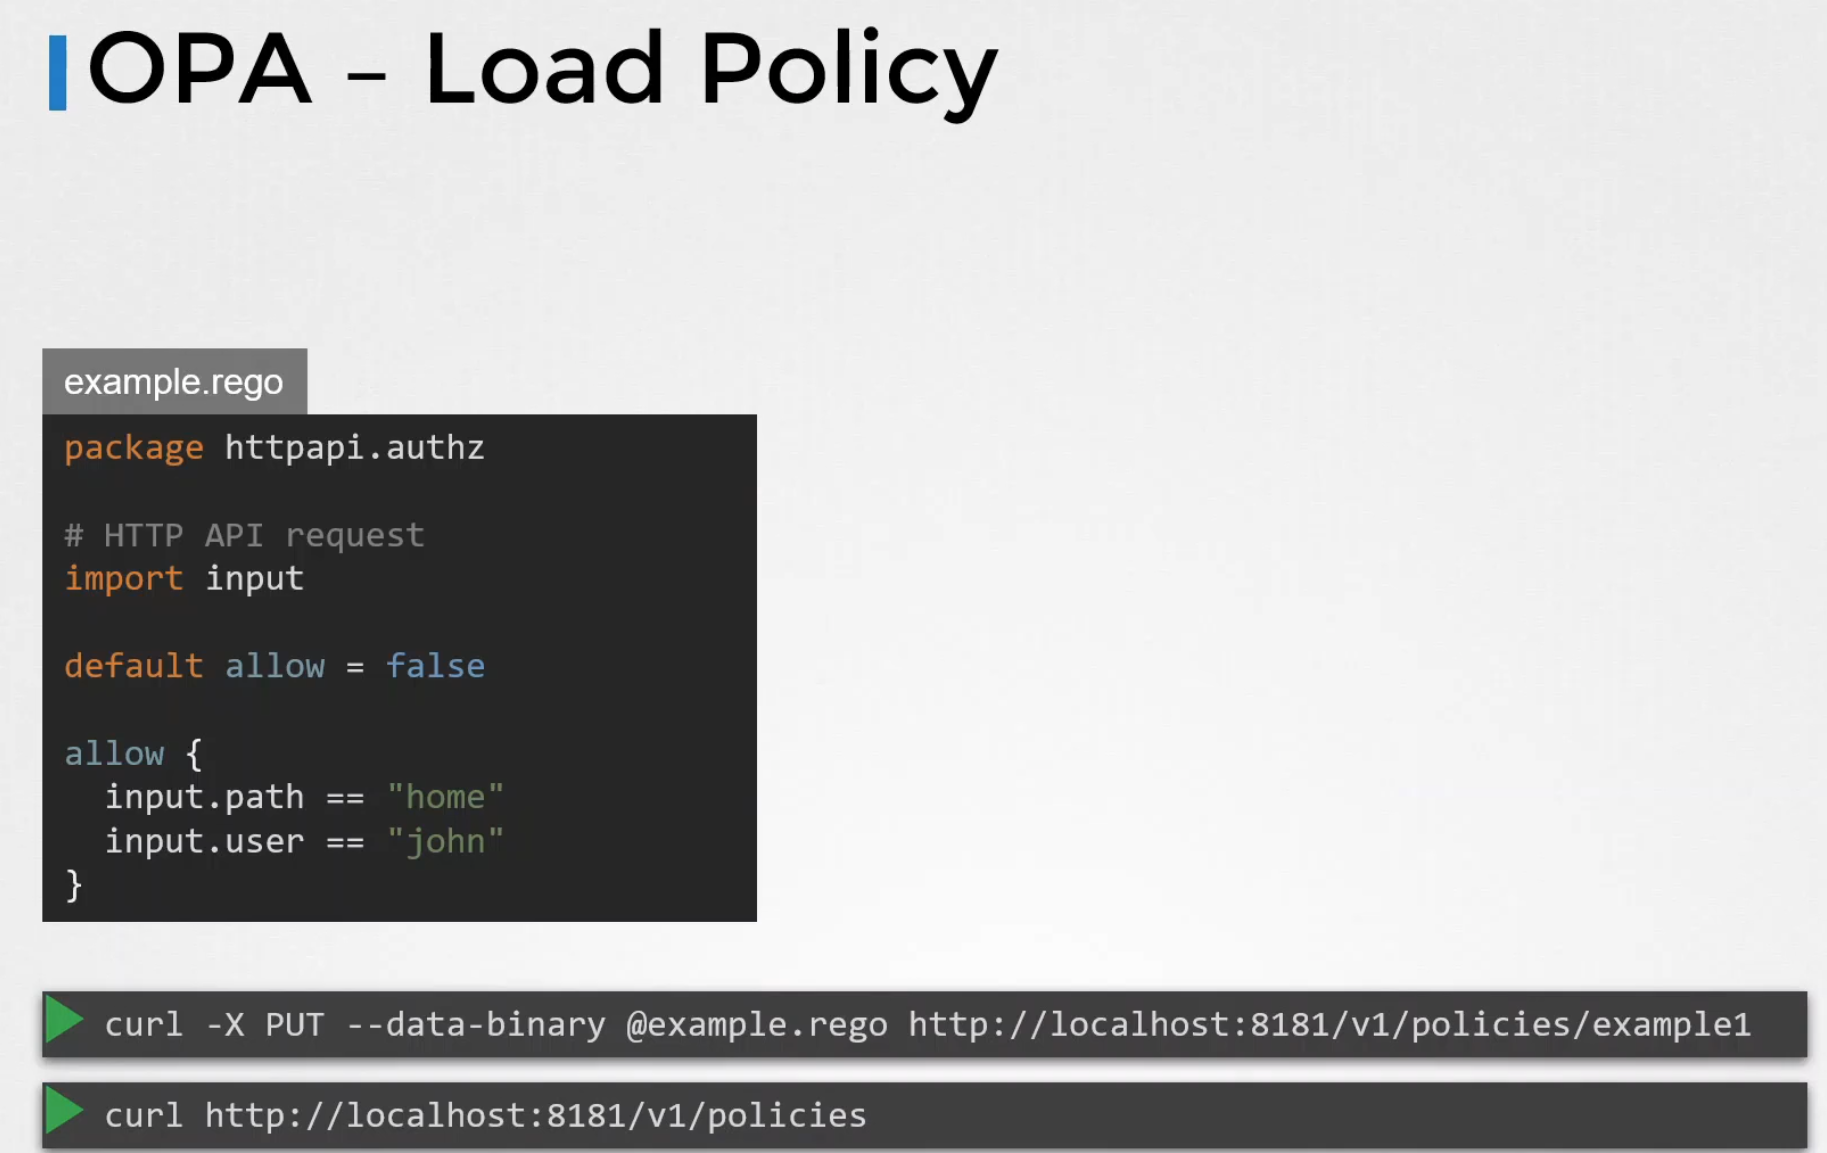 OPA – Load Policy
example.rego
package httpapi.authz
# HTTP API request
import input
default allow = false
allow {
input.path == "home"
input.user == "john"
}
curl -X PUT --data-binary @example.rego http://localhost:8181/v1/policies/example1
curl http://localhost:8181/v1/policies